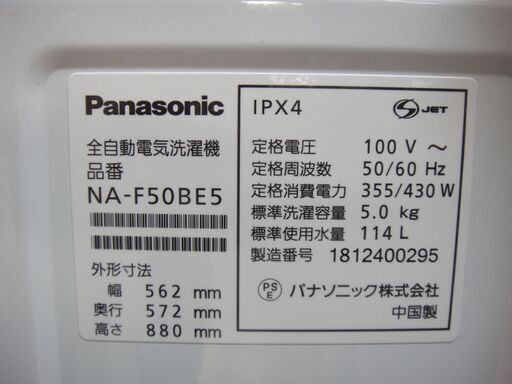 Panasonic
全自動電気洗濯機
品番
NA-F50BE5
外形寸法
幅 562 mm
奥行 572 mm
高さ 880 mm
IPX4
S JET
定格電圧 100 V ～
定格周波数 50/60 Hz
定格消費電力 355/430 W
標準洗濯容量 5.0 kg
標準使用水量 114 L
製造番号 1812400295
PS
E
パナソニック株式会社
中国製